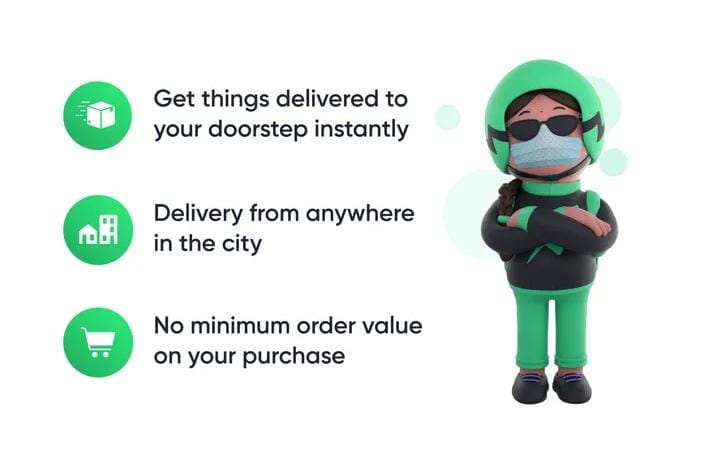 Get things delivered to
your doorstep instantly
Delivery from anywhere
in the city
No minimum order value
on your purchase